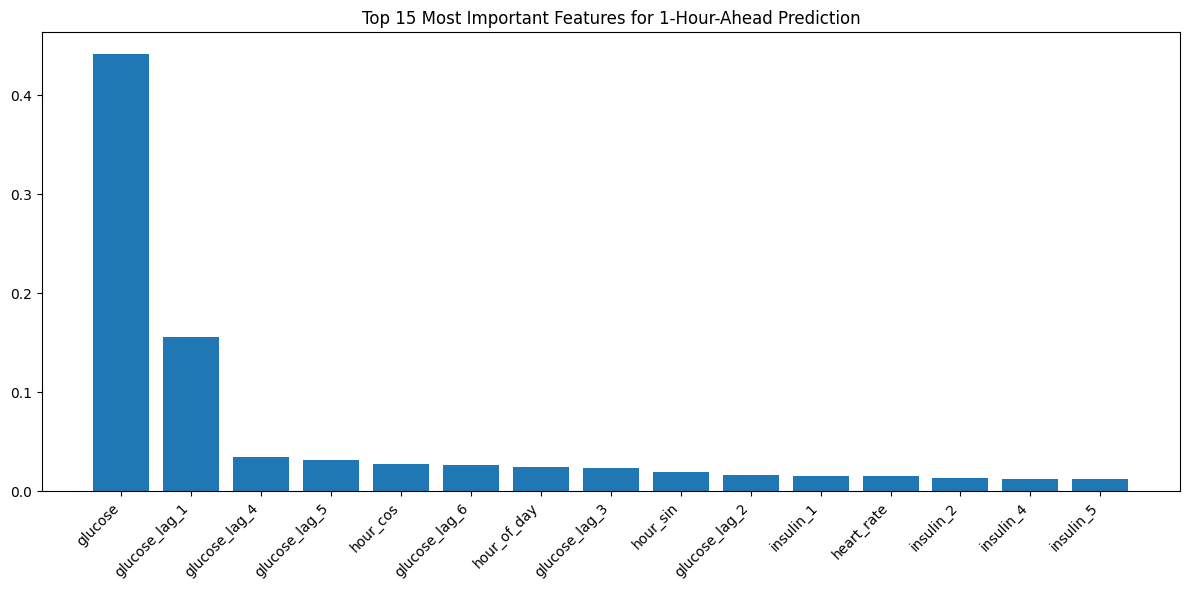 Top 15 Most Important Features for 1-Hour-Ahead Prediction
0.4
0.3
0.2
0.1
0.0
glucose
glucose_lag_1
glucose_lag_4
glucose_lag_5
hour_cos
glucose_lag_6
hour_of_day
glucose_lag_3
hour_sin
glucose_lag_2
insulin_1
heart_rate
insulin_2
insulin_4
insulin_5